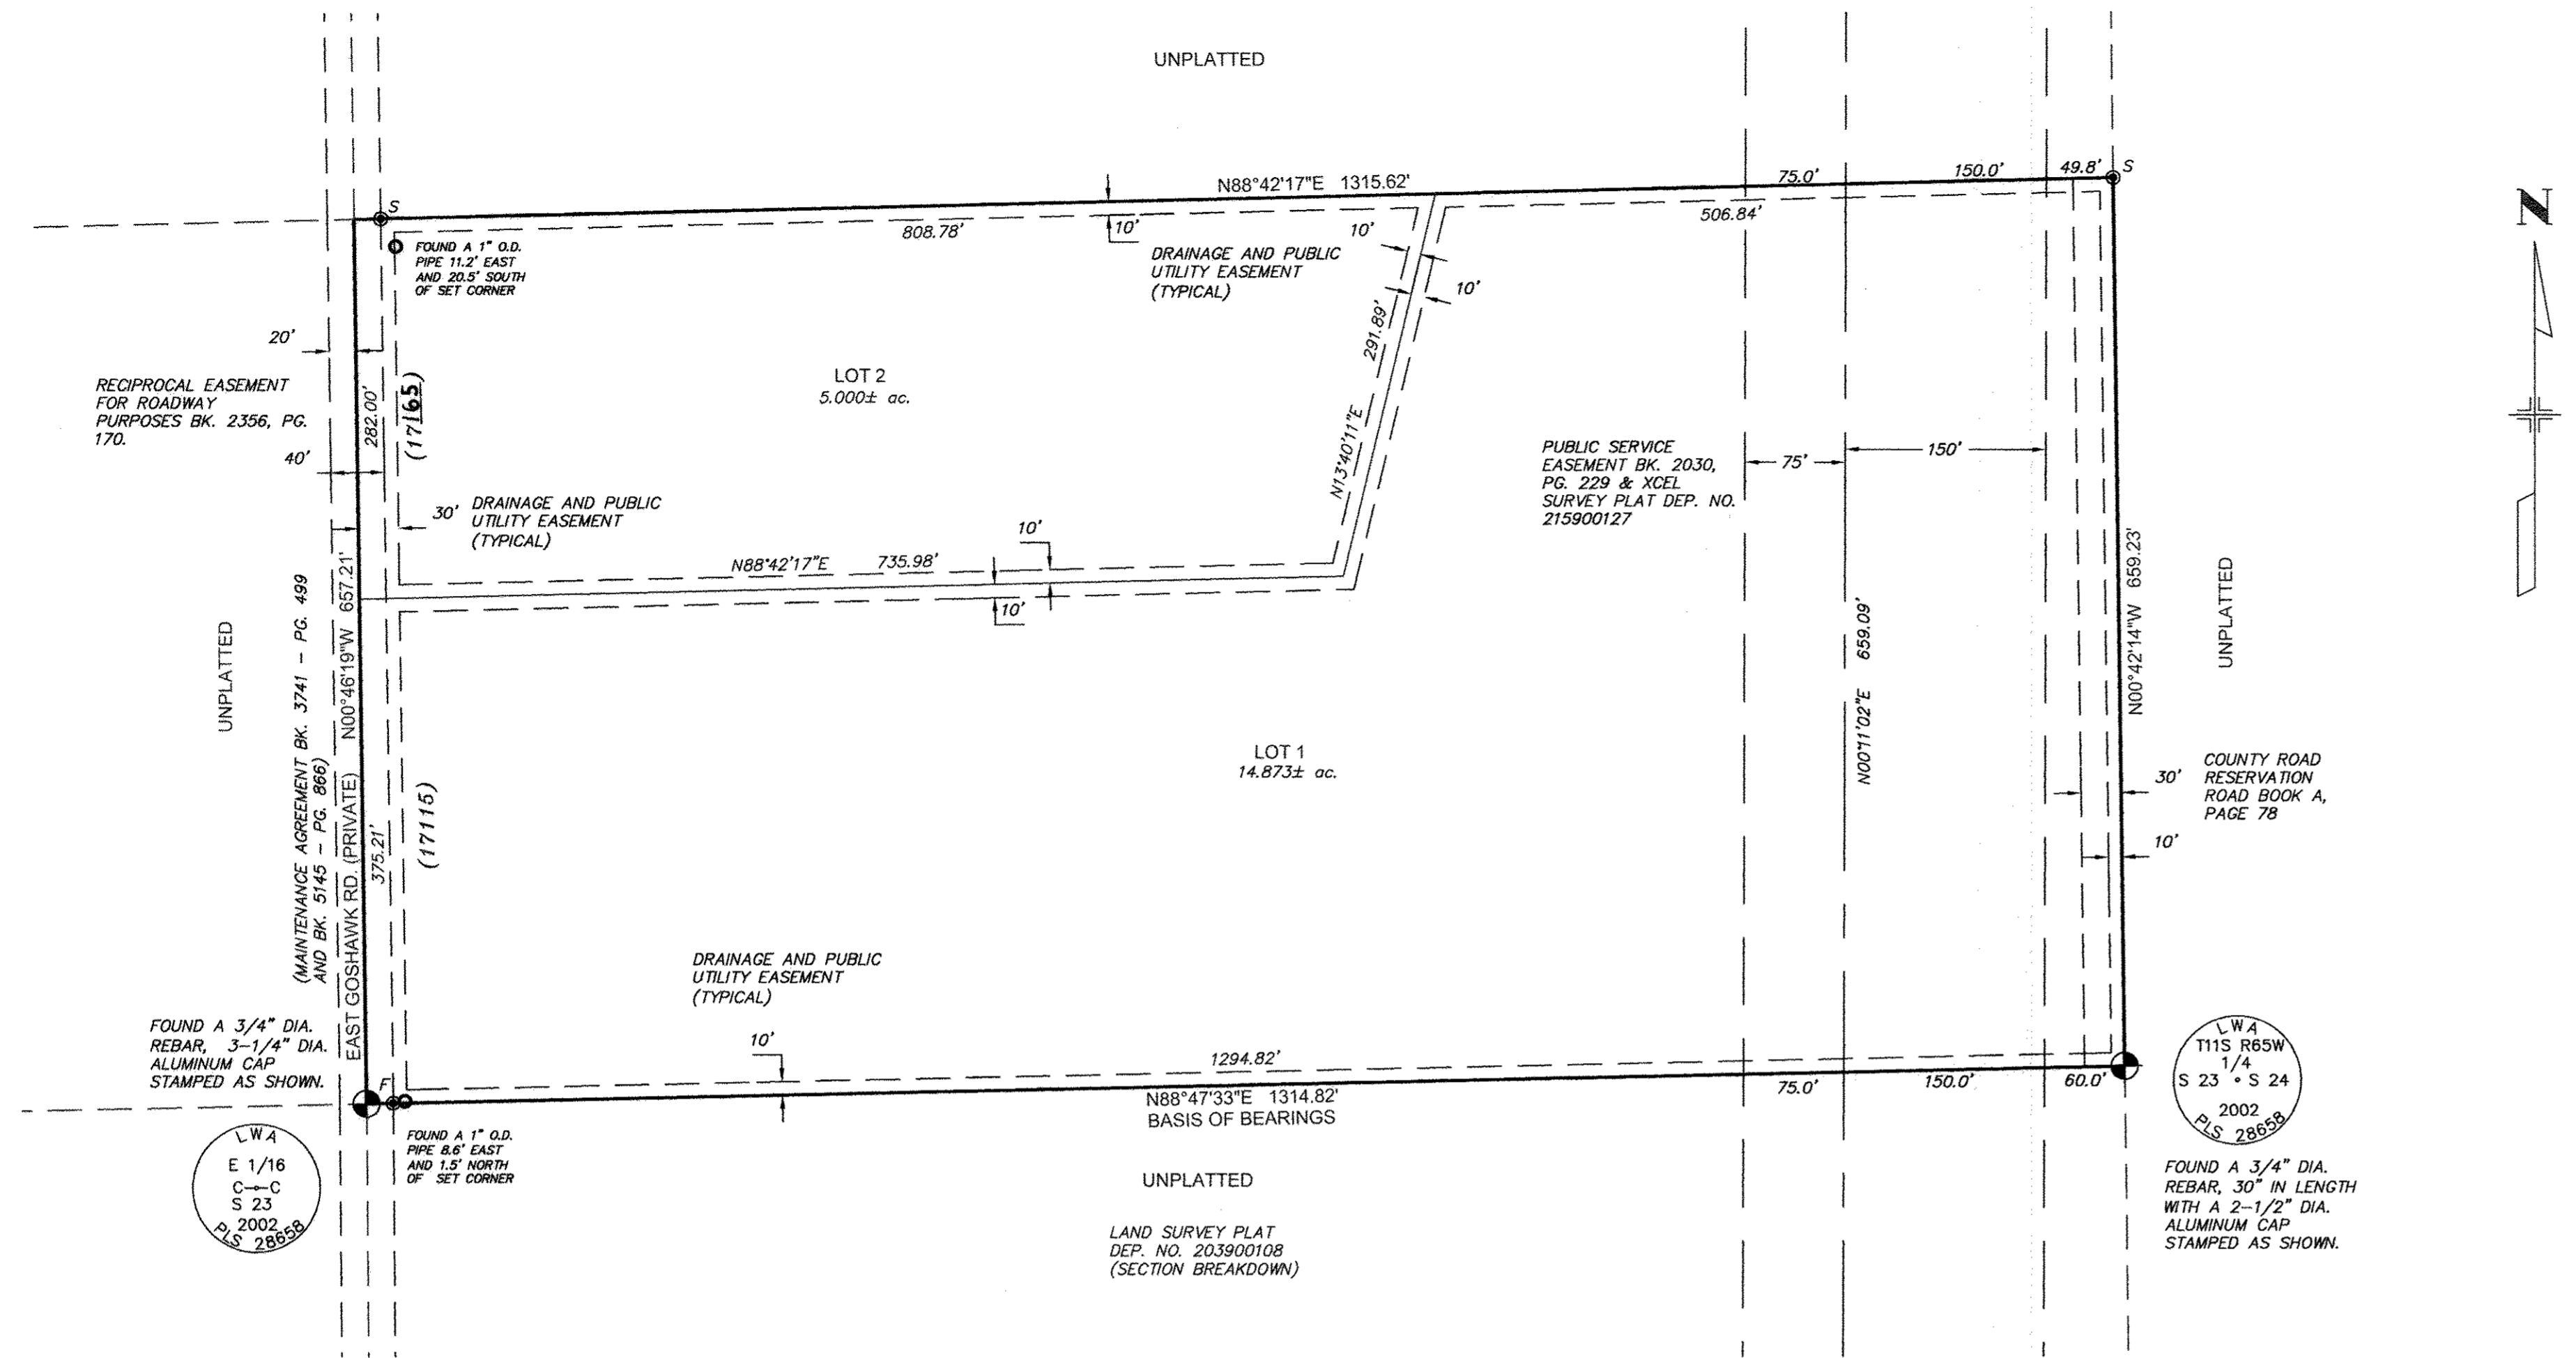 UNPLATTED
N88°42'17"E 1315.62'
75.0'
150.0'
49.8'
S
S
808.78'
10'
506.84'
FOUND A 1" O.D.
PIPE 11.2' EAST
AND 20.5' SOUTH
OF SET CORNER
DRAINAGE AND PUBLIC
UTILITY EASEMENT
(TYPICAL)
10'
10'
N
20'
291.89'
N13°40'11"E
RECIPROCAL EASEMENT
FOR ROADWAY
PURPOSES BK. 2356, PG.
170.
282.00'
(17165)
LOT 2
5.000± ac.
40'
PUBLIC SERVICE
EASEMENT BK. 2030,
PG. 229 & XCEL
SURVEY PLAT DEP. NO.
215900127
75'
150'
30'
DRAINAGE AND PUBLIC
UTILITY EASEMENT
(TYPICAL)
10'
N88°42'17"E 735.98'
10'
UNPLATTED
(MAINTENANCE AGREEMENT BK. 3741 - PG. 499
AND BK. 5145 - PG. 866)
EAST GOSHAWK RD. (PRIVATE) N00°46'19"W 657.21'
375.21'
(17115)
N00°11'02"E 659.09'
N00°42'14"W 659.23'
UNPLATTED
LOT 1
14.873± ac.
30'
COUNTY ROAD
RESERVATION
ROAD BOOK A,
PAGE 78
10'
DRAINAGE AND PUBLIC
UTILITY EASEMENT
(TYPICAL)
10'
FOUND A 3/4" DIA.
REBAR, 3-1/4" DIA.
ALUMINUM CAP
STAMPED AS SHOWN.
F
1294.82'
N88°47'33"E 1314.82'
BASIS OF BEARINGS
75.0'
150.0'
60.0'
LWA
T11S R65W
1/4
S 23 S 24
2002
PLS 28658
FOUND A 1" O.D.
PIPE 8.6' EAST
AND 1.5' NORTH
OF SET CORNER
LWA
E 1/16
C-C
S 23
2002
PLS 28658
UNPLATTED
LAND SURVEY PLAT
DEP. NO. 203900108
(SECTION BREAKDOWN)
FOUND A 3/4" DIA.
REBAR, 30" IN LENGTH
WITH A 2-1/2" DIA.
ALUMINUM CAP
STAMPED AS SHOWN.